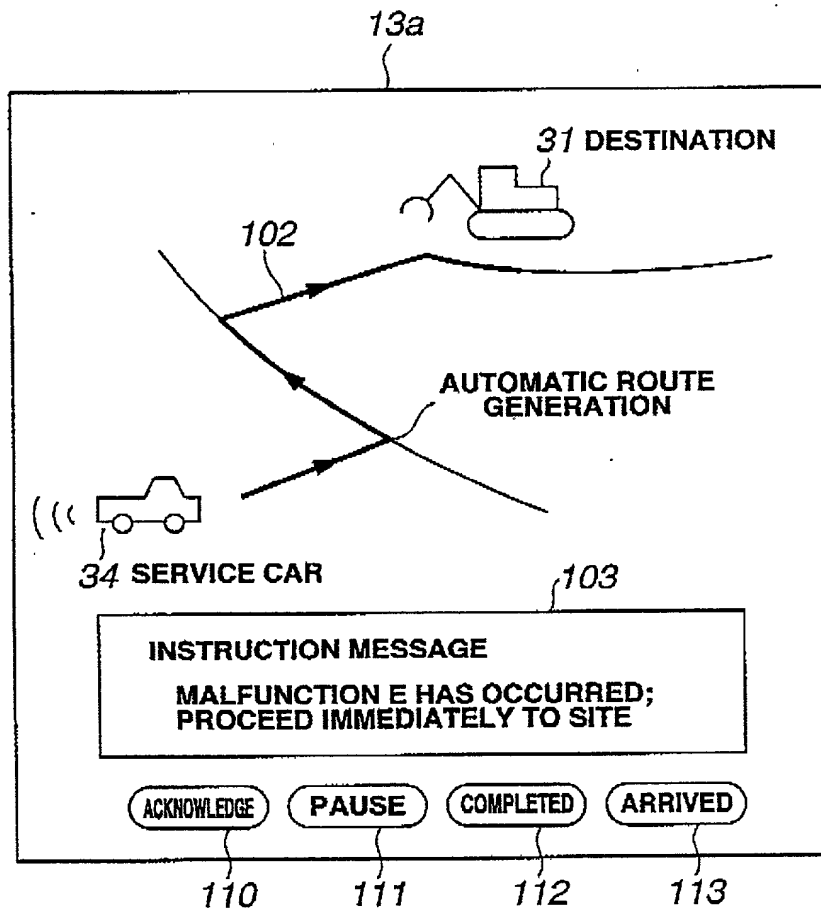 13a
31 DESTINATION
102
AUTOMATIC ROUTE
GENERATION
34 SERVICE CAR
103
INSTRUCTION MESSAGE
MALFUNCTION E HAS OCCURRED;
PROCEED IMMEDIATELY TO SITE
ACKNOWLEDGE PAUSE COMPLETED ARRIVED
110 111 112 113